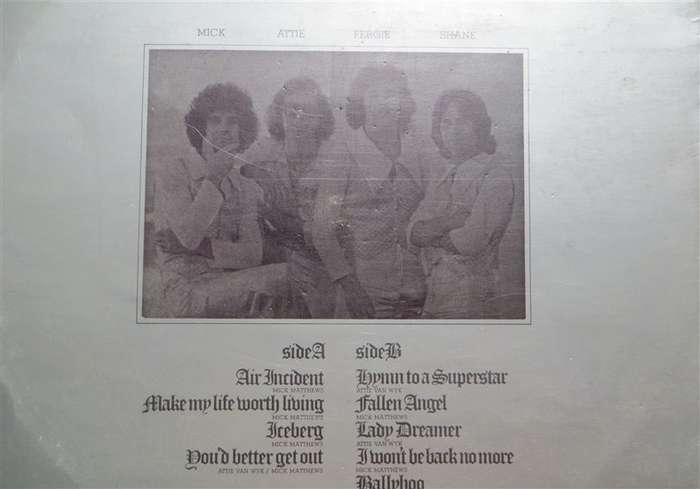 MICK ATTIE FERGIE SHANE
side A side B
Air Incident Hymn to a Superstar
MICK MATTHEWS ATTIE VAN WYK
Make my life worth living Fallen Angel
MICK MATTHEWS MICK MATTHEWS
Iceberg Lady Dreamer
MICK MATTHEWS ATTIE VAN WYK
You'd better get out I won't be back no more
ATTIE VAN WYK / MICK MATTHEWS MICK MATTHEWS
Ballyhoo